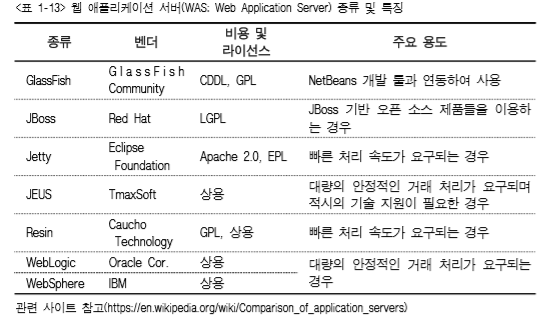 <표 1-13> 웹 애플리케이션 서버(WAS: Web Application Server) 종류 및 특징
종류 벤더 비용 및 라이선스 주요 용도
GlassFish GlassFish Community CDDL, GPL NetBeans 개발 툴과 연동하여 사용
JBoss Red Hat LGPL JBoss 기반 오픈 소스 제품들을 이용하는 경우
Jetty Eclipse Foundation Apache 2.0, EPL 빠른 처리 속도가 요구되는 경우
JEUS TmaxSoft 상용 대량의 안정적인 거래 처리가 요구되며 적시의 기술 지원이 필요한 경우
Resin Caucho Technology GPL, 상용 빠른 처리 속도가 요구되는 경우
WebLogic Oracle Cor. 상용 대량의 안정적인 거래 처리가 요구되는 경우
WebSphere IBM 상용
관련 사이트 참고(https://en.wikipedia.org/wiki/Comparison_of_application_servers)